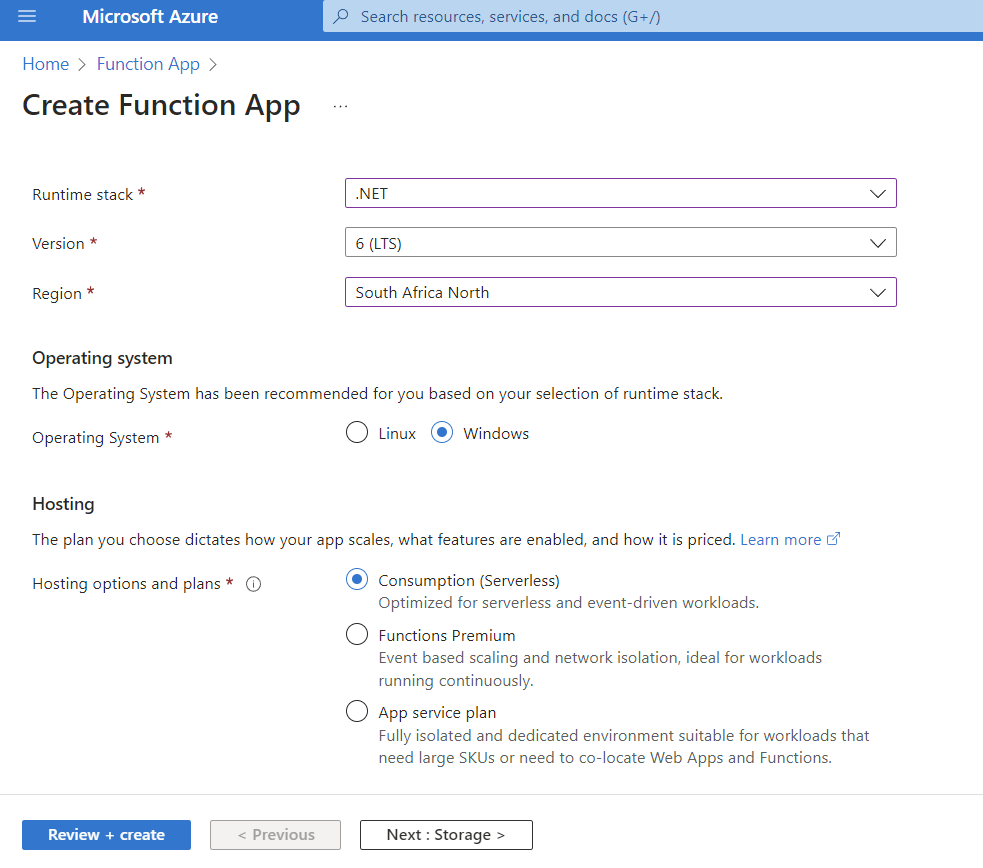 Microsoft Azure
Search resources, services, and docs (G+/)
Home > Function App >
Create Function App ...
Runtime stack * .NET
Version * 6 (LTS)
Region * South Africa North
Operating system
The Operating System has been recommended for you based on your selection of runtime stack.
Operating System * Linux Windows
Hosting
The plan you choose dictates how your app scales, what features are enabled, and how it is priced. Learn more
Hosting options and plans * Consumption (Serverless)
Optimized for serverless and event-driven workloads.
Functions Premium
Event based scaling and network isolation, ideal for workloads
running continuously.
App service plan
Fully isolated and dedicated environment suitable for workloads that
need large SKUs or need to co-locate Web Apps and Functions.
Review + create < Previous Next : Storage >